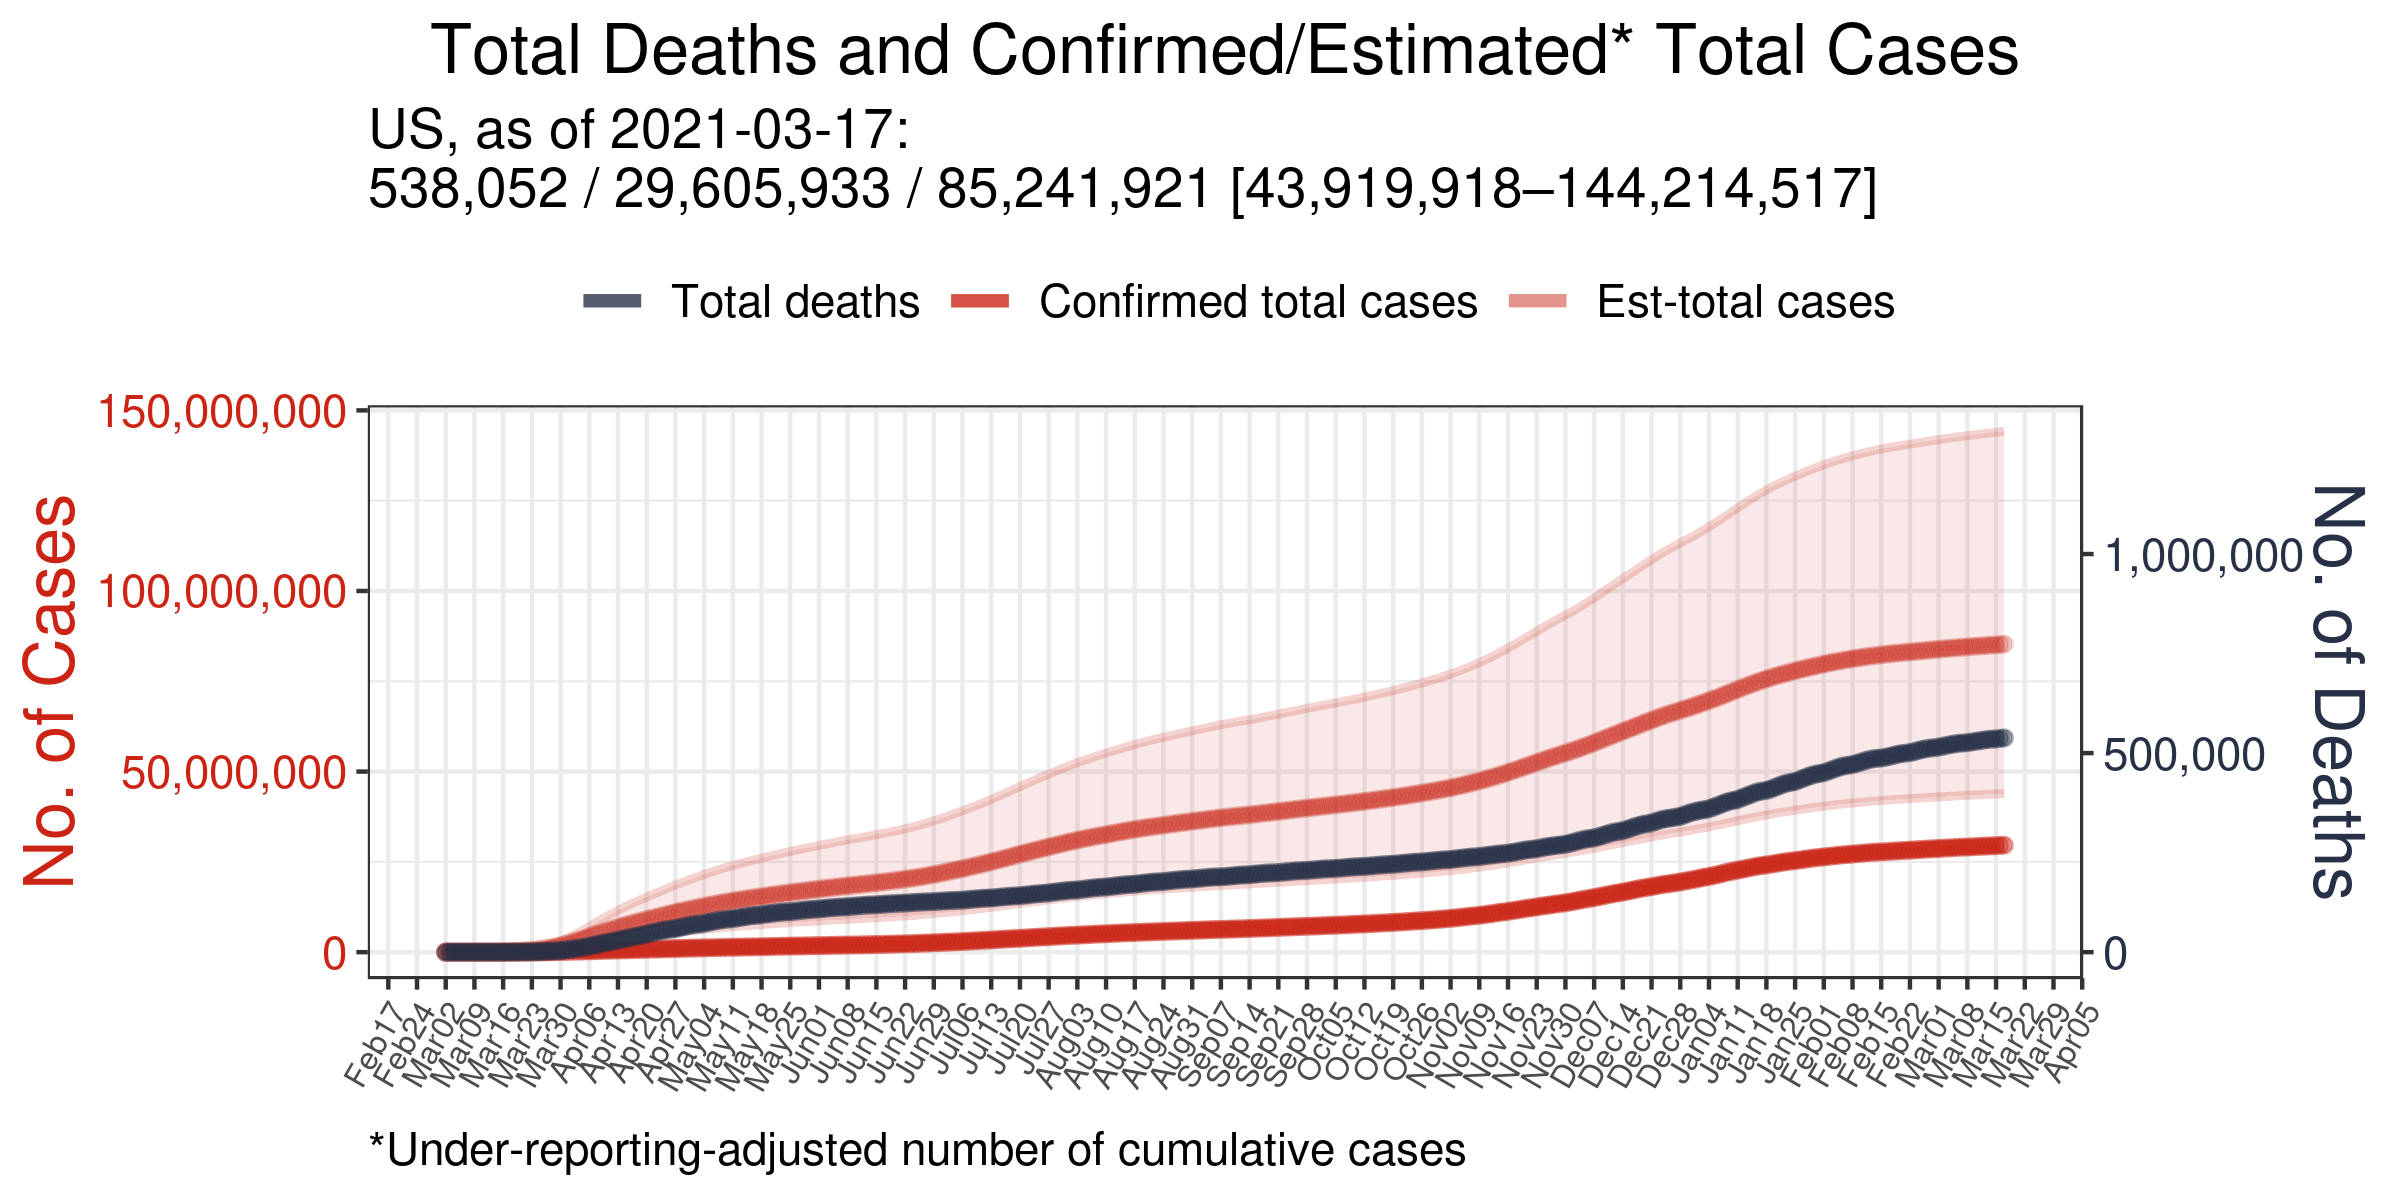 Total Deaths and Confirmed/Estimated* Total Cases
US, as of 2021-03-17:
538,052 / 29,605,933 / 85,241,921 [43,919,918–144,214,517]
Total deaths
Confirmed total cases
Est-total cases
No. of Cases
150,000,000
100,000,000
50,000,000
0
1,000,000
500,000
0
No. of Deaths
Feb17
Feb24
Mar02
Mar09
Mar16
Mar23
Mar30
Apr06
Apr13
Apr20
Apr27
May04
May11
May18
May25
Jun01
Jun08
Jun15
Jun22
Jun29
Jul06
Jul13
Jul20
Jul27
Aug03
Aug10
Aug17
Aug24
Aug31
Sep07
Sep14
Sep21
Sep28
Oct05
Oct12
Oct19
Oct26
Nov02
Nov09
Nov16
Nov23
Nov30
Dec07
Dec14
Dec21
Dec28
Jan04
Jan11
Jan18
Jan25
Feb01
Feb08
Feb15
Feb22
Mar01
Mar08
Mar15
Mar22
Mar29
Apr05
*Under-reporting-adjusted number of cumulative cases